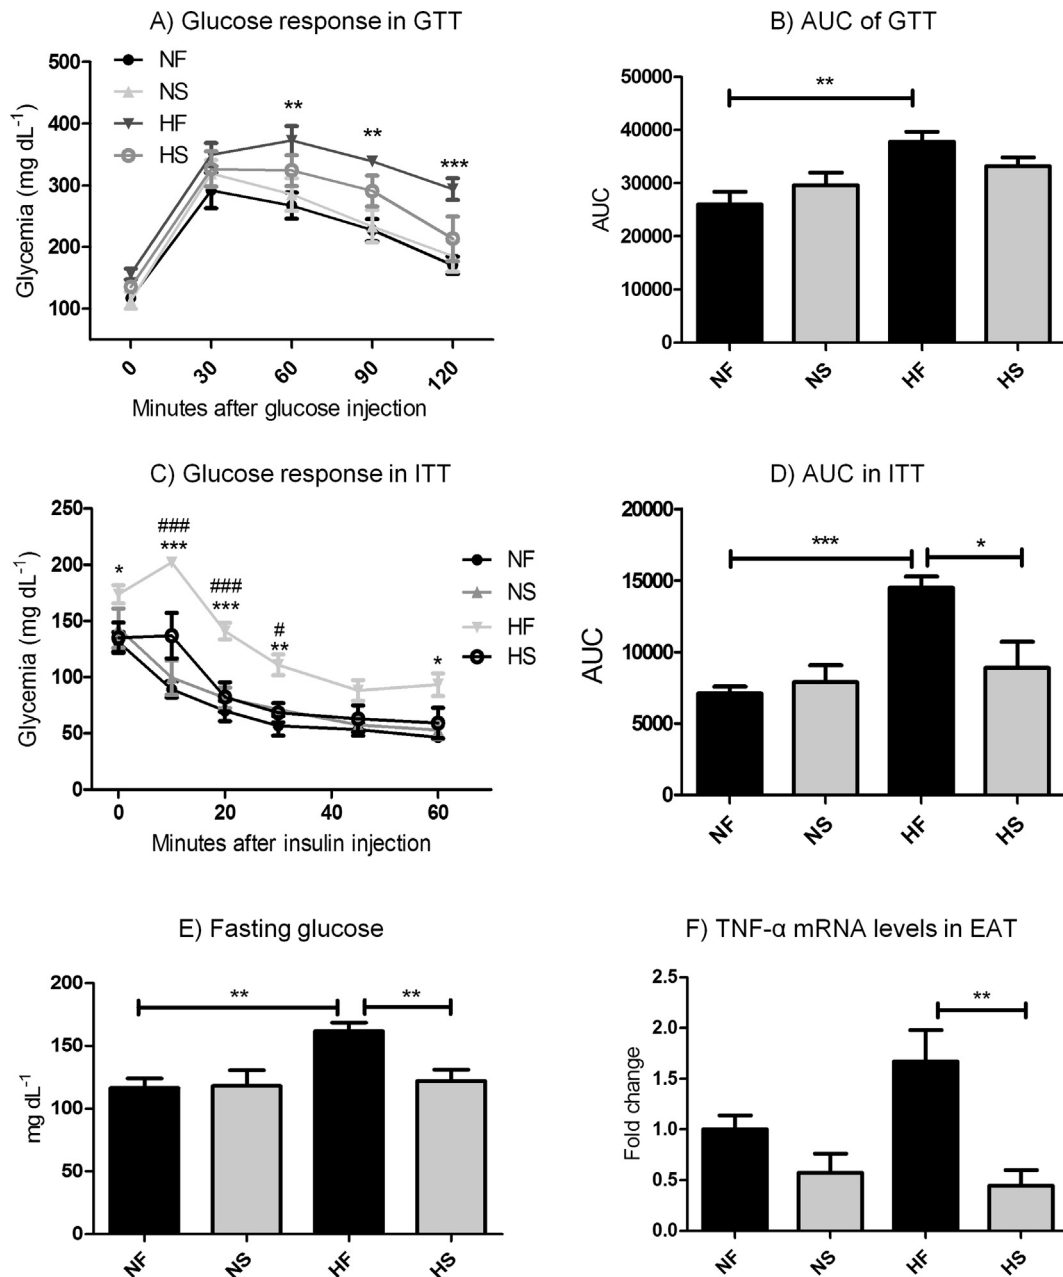 A) Glucose response in GTT
500
400
300
200
100
Glycemia (mg dL⁻¹)
NF
NS
HF
HS
**
**
***
0
30
60
90
120
Minutes after glucose injection
B) AUC of GTT
50000
40000
30000
20000
10000
0
AUC
**
NF
NS
HF
HS
C) Glucose response in ITT
250
200
150
100
50
0
Glycemia (mg dL⁻¹)
*
###
***
###
***
#
**
*
NF
NS
HF
HS
0
20
40
60
Minutes after insulin injection
D) AUC in ITT
20000
15000
10000
5000
0
AUC
***
*
NF
NS
HF
HS
E) Fasting glucose
200
150
100
50
0
mg dL⁻¹
**
**
NF
NS
HF
HS
F) TNF-α mRNA levels in EAT
2.5
2.0
1.5
1.0
0.5
0.0
Fold change
**
NF
NS
HF
HS